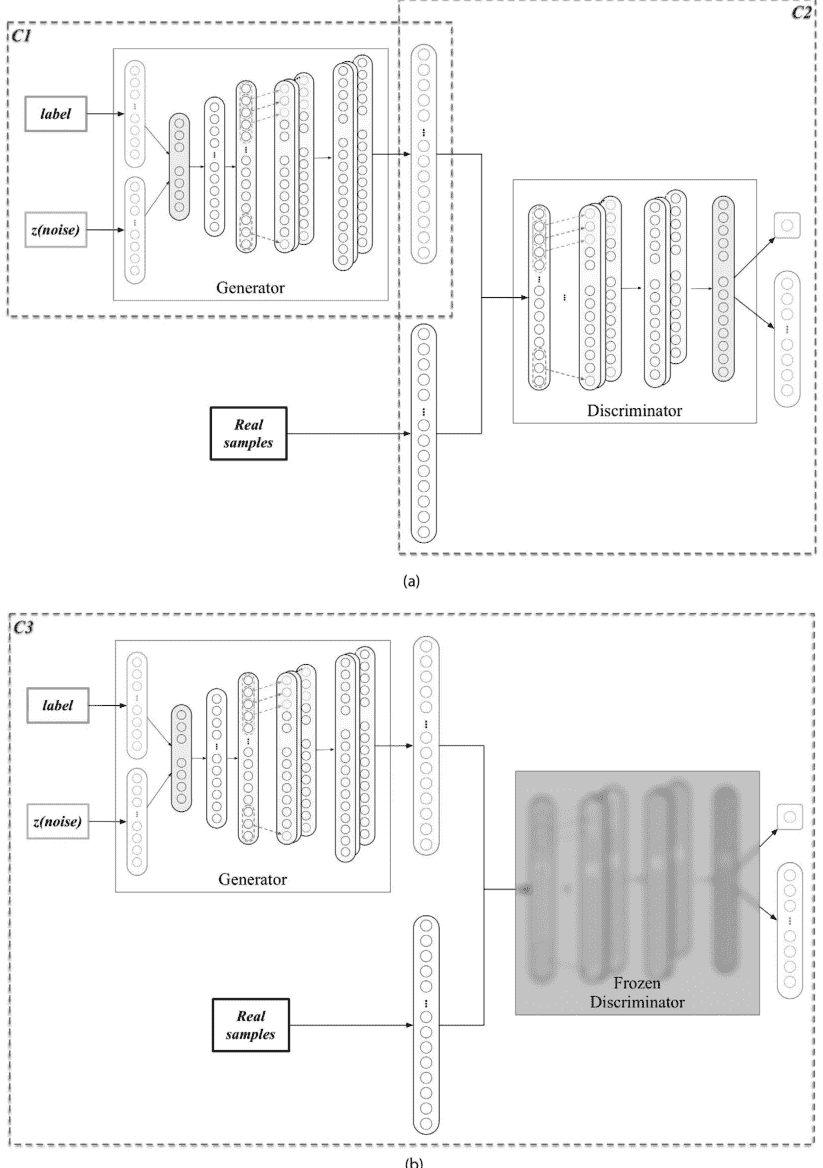 C1
C2
label
z(noise)
Generator
Real
samples
Discriminator
(a)
C3
label
z(noise)
Generator
Real
samples
Frozen
Discriminator
(b)